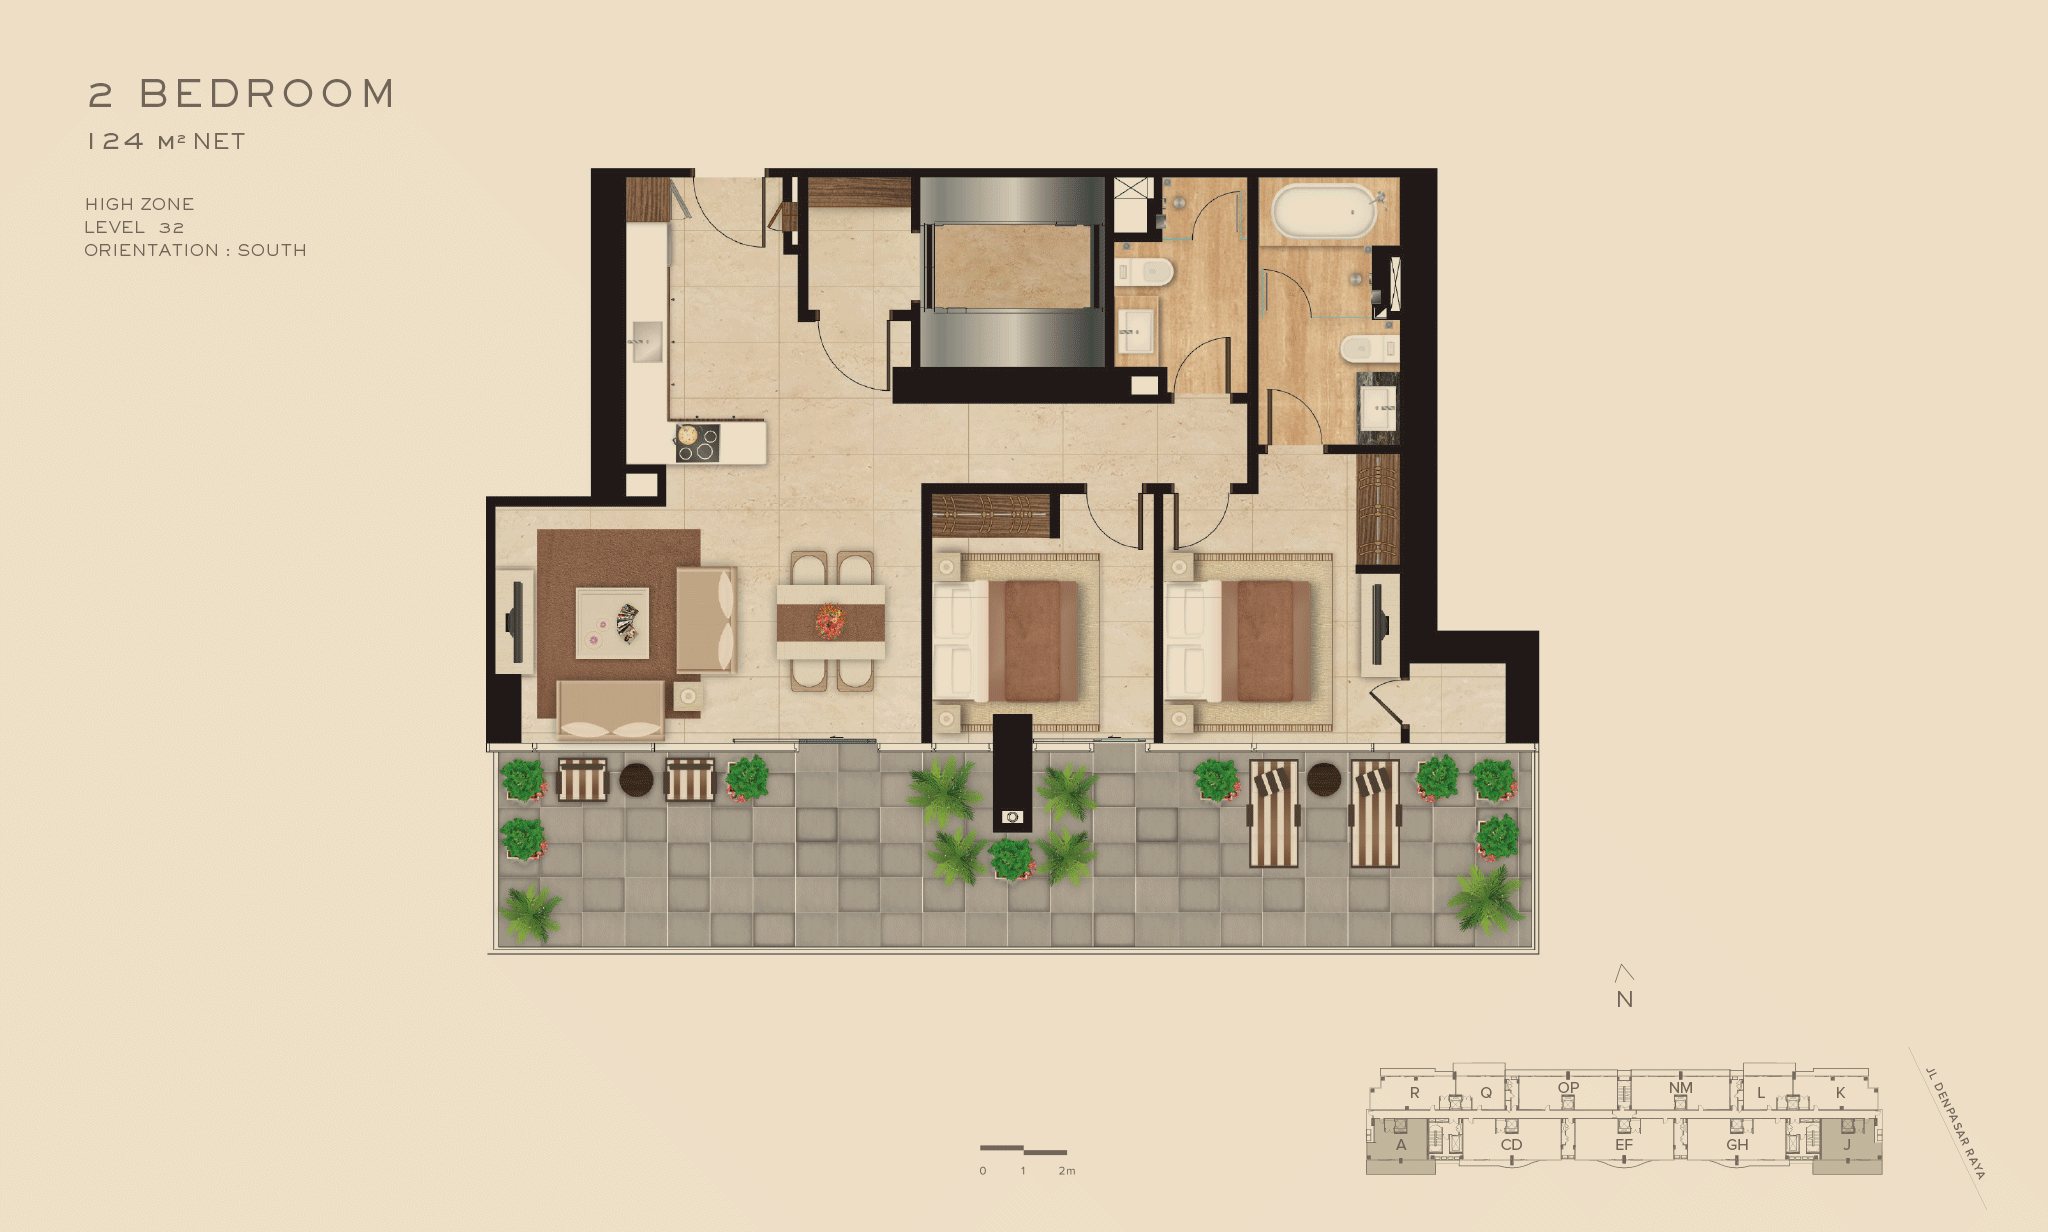 2 BEDROOM
124 M² NET
HIGH ZONE
LEVEL 32
ORIENTATION : SOUTH
N
R Q OP NM L K
A CD EF GH J
JL DENPASAR RAYA
0 1 2m